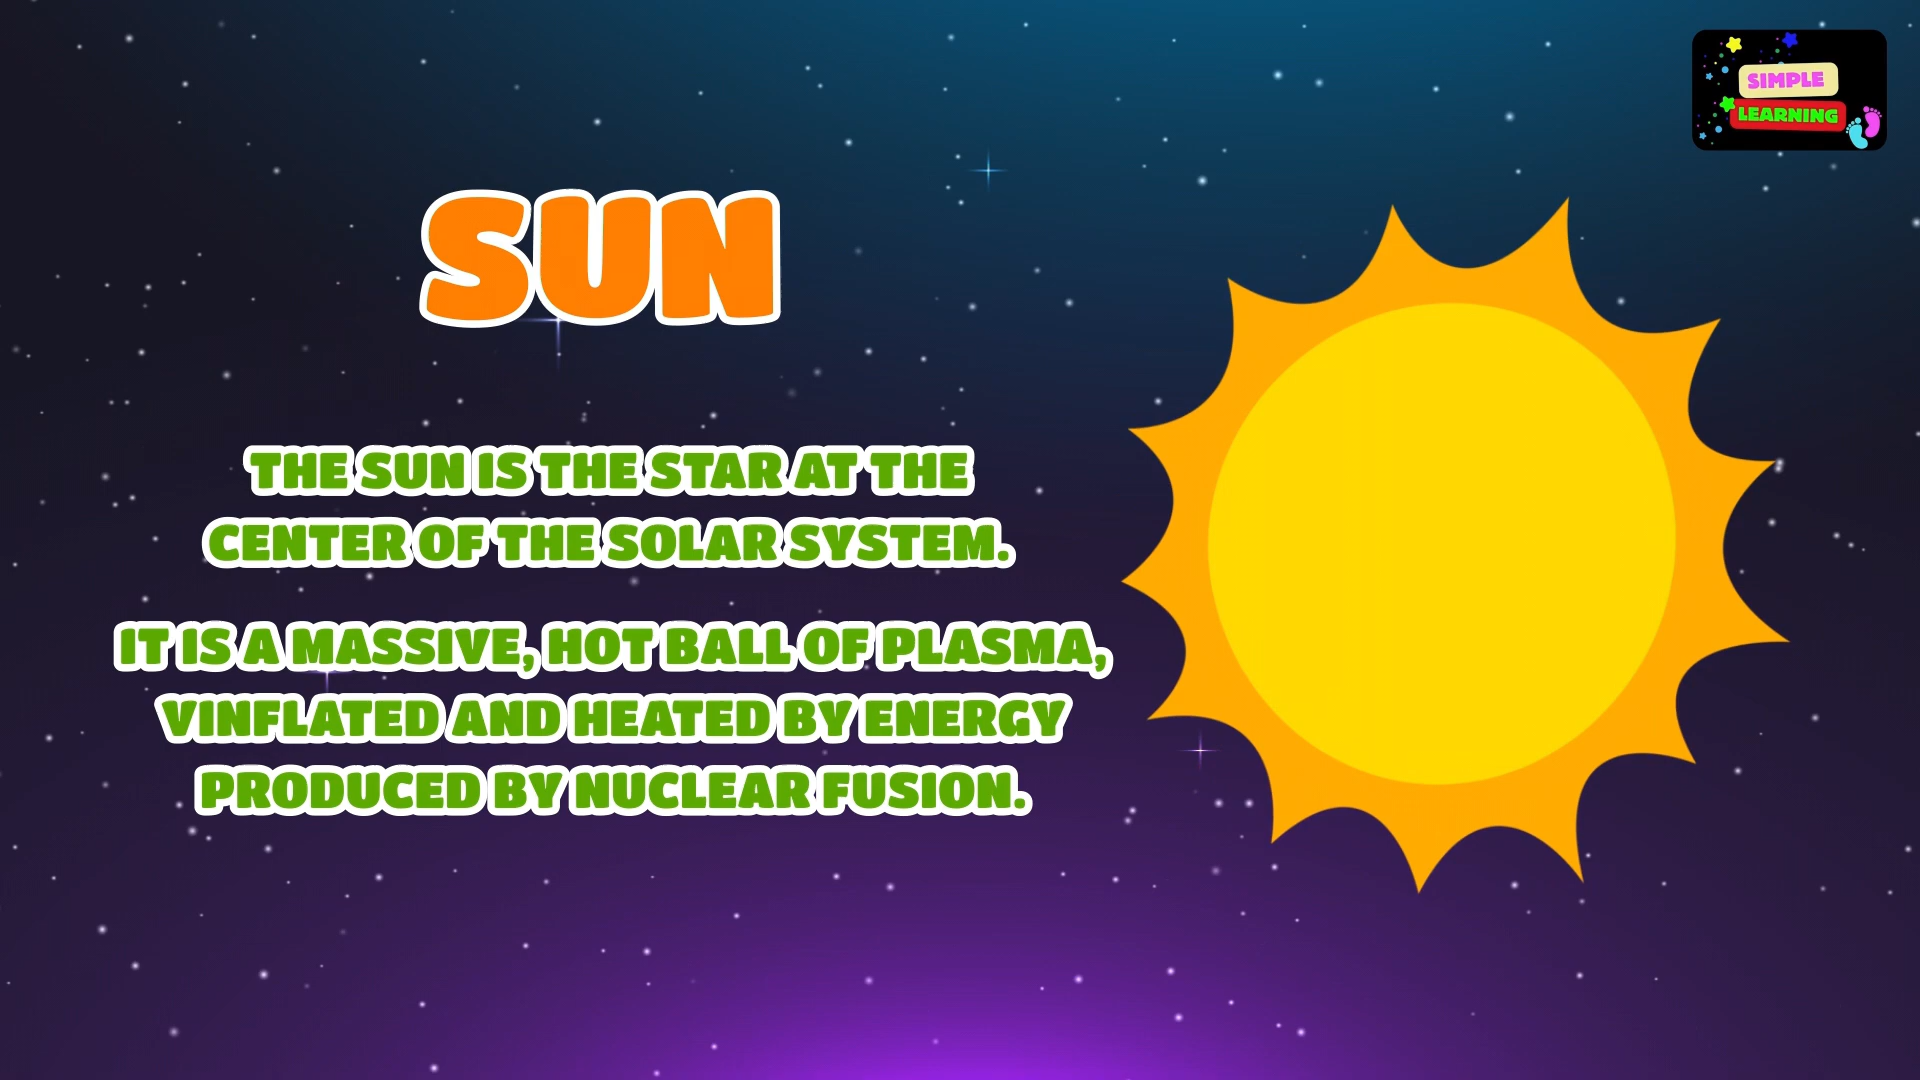 SIMPLE
LEARNING
SUN
THE SUN IS THE STAR AT THE
CENTER OF THE SOLAR SYSTEM.
IT IS A MASSIVE, HOT BALL OF PLASMA,
VINFLATED AND HEATED BY ENERGY
PRODUCED BY NUCLEAR FUSION.